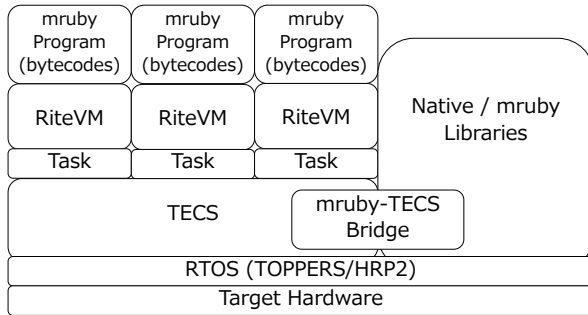 mruby
Program
(bytecodes)
mruby
Program
(bytecodes)
mruby
Program
(bytecodes)
RiteVM
RiteVM
RiteVM
Native / mruby
Libraries
Task
Task
Task
TECS
mruby-TECS
Bridge
RTOS (TOPPERS/HRP2)
Target Hardware